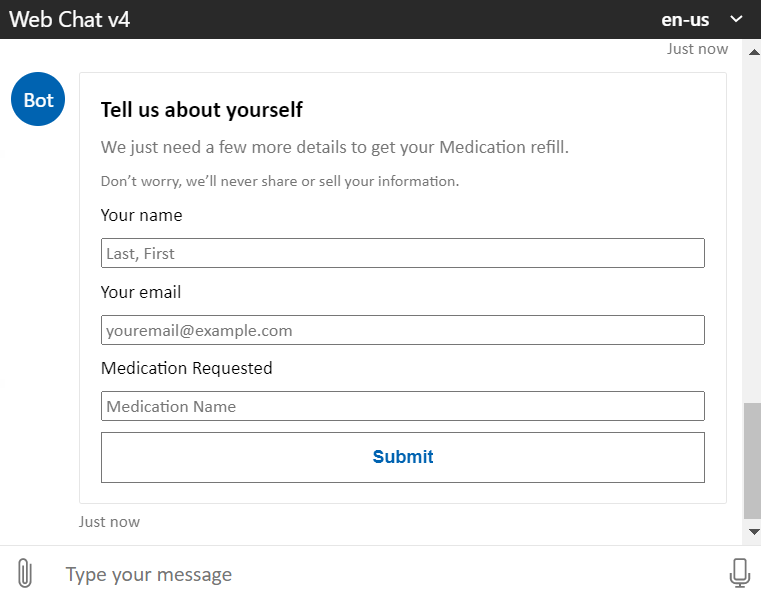 Web Chat v4
en-us
Just now
Bot
Tell us about yourself
We just need a few more details to get your Medication refill.
Don’t worry, we’ll never share or sell your information.
Your name
Last, First
Your email
youremail@example.com
Medication Requested
Medication Name
Submit
Just now
Type your message